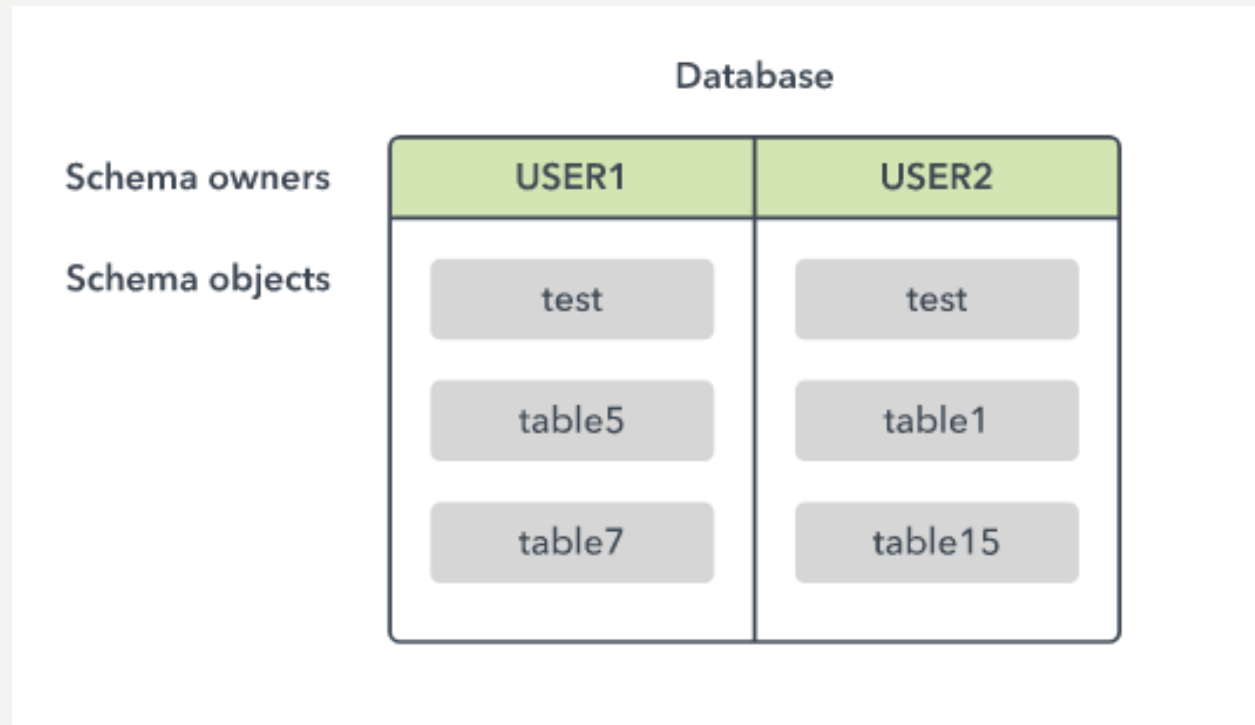 Database
Schema owners USER1 USER2
Schema objects
test test
table5 table1
table7 table15